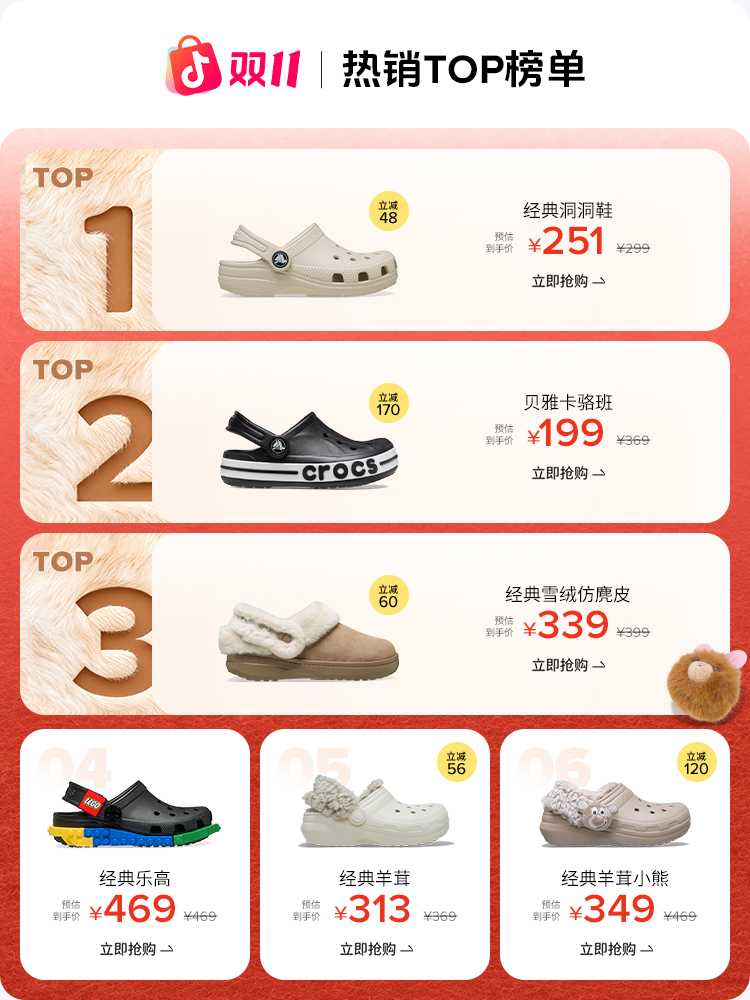 双11 热销TOP榜单
TOP
1
立减
48
经典洞洞鞋
预估
到手价
¥251 ¥299
立即抢购
TOP
2
立减
170
crocs
贝雅卡骆班
预估
到手价
¥199 ¥369
立即抢购
TOP
3
立减
60
经典雪绒仿麂皮
预估
到手价
¥339 ¥399
立即抢购
04
LEGO
经典乐高
预估
到手价
¥469 ¥469
立即抢购
05
立减
56
经典羊茸
预估
到手价
¥313 ¥369
立即抢购
06
立减
120
经典羊茸小熊
预估
到手价
¥349 ¥469
立即抢购